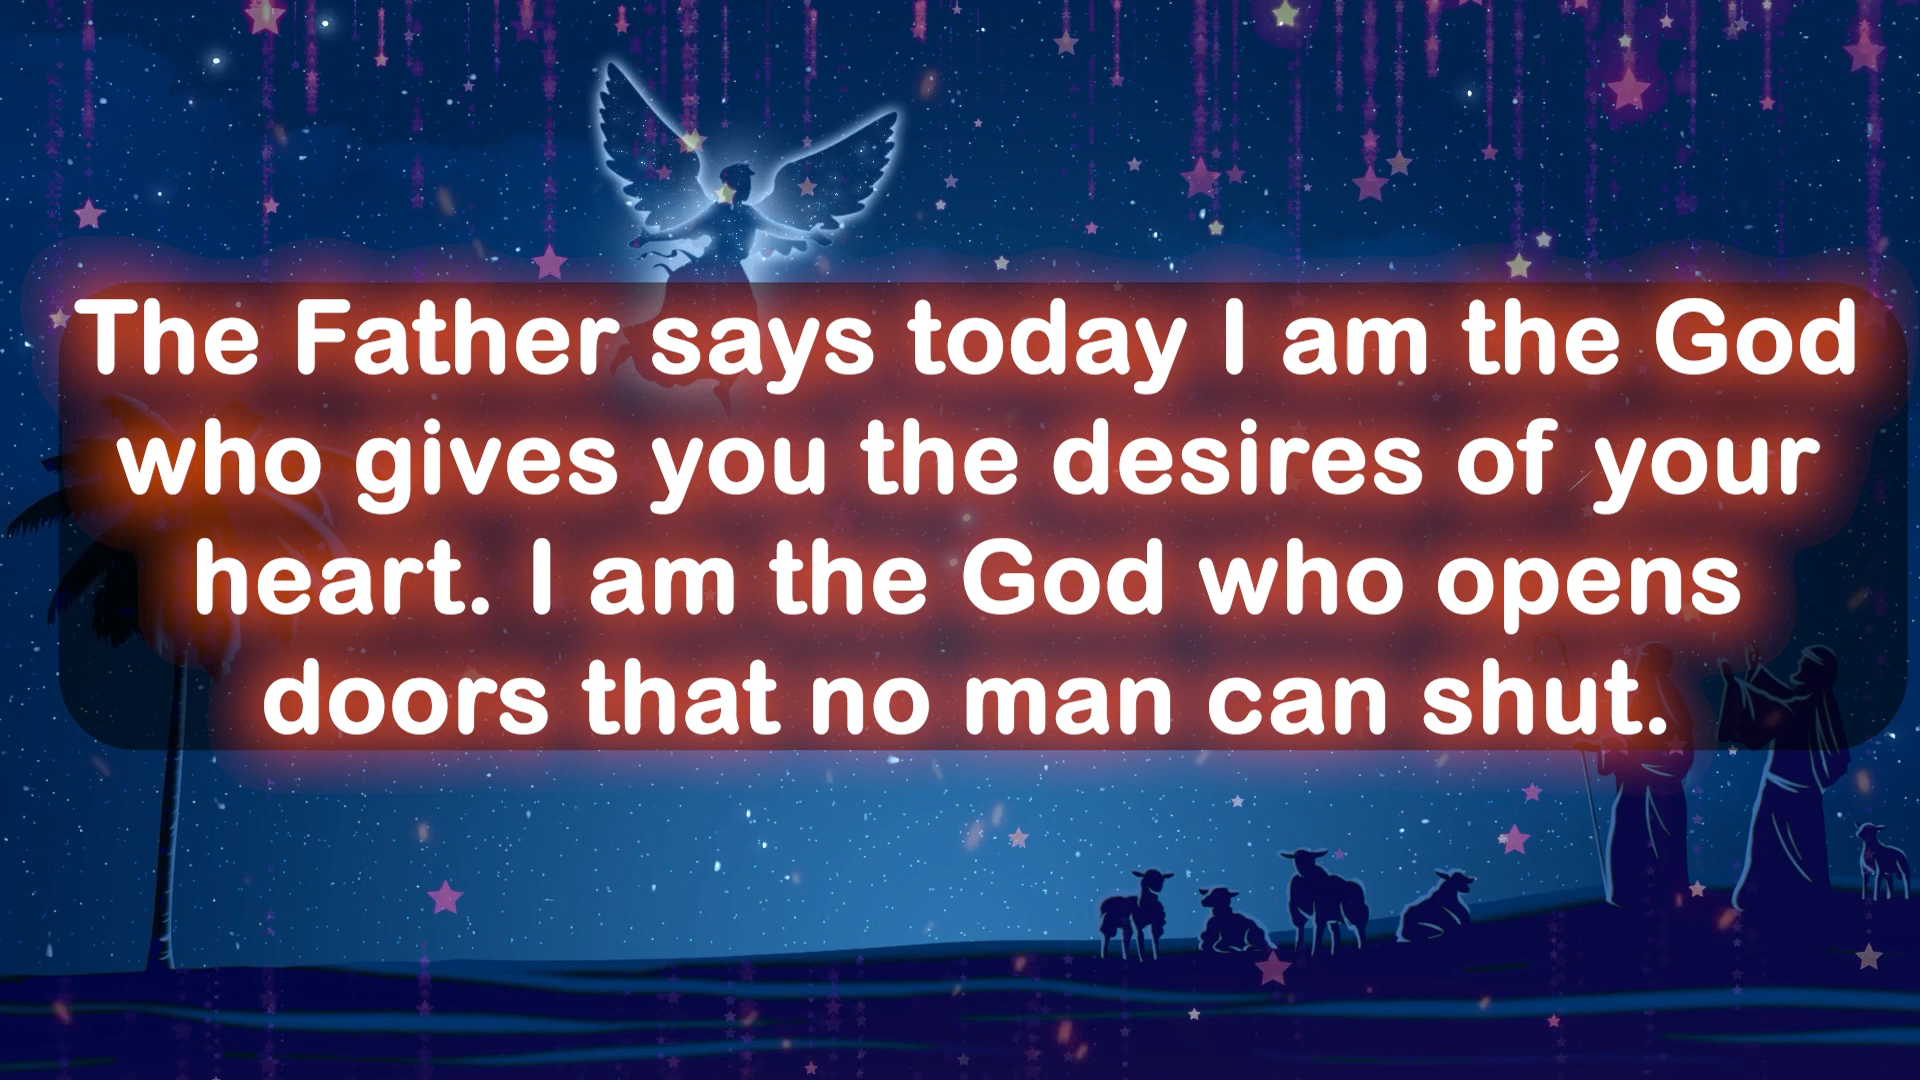 The Father says today I am the God
who gives you the desires of your
heart. I am the God who opens
doors that no man can shut.